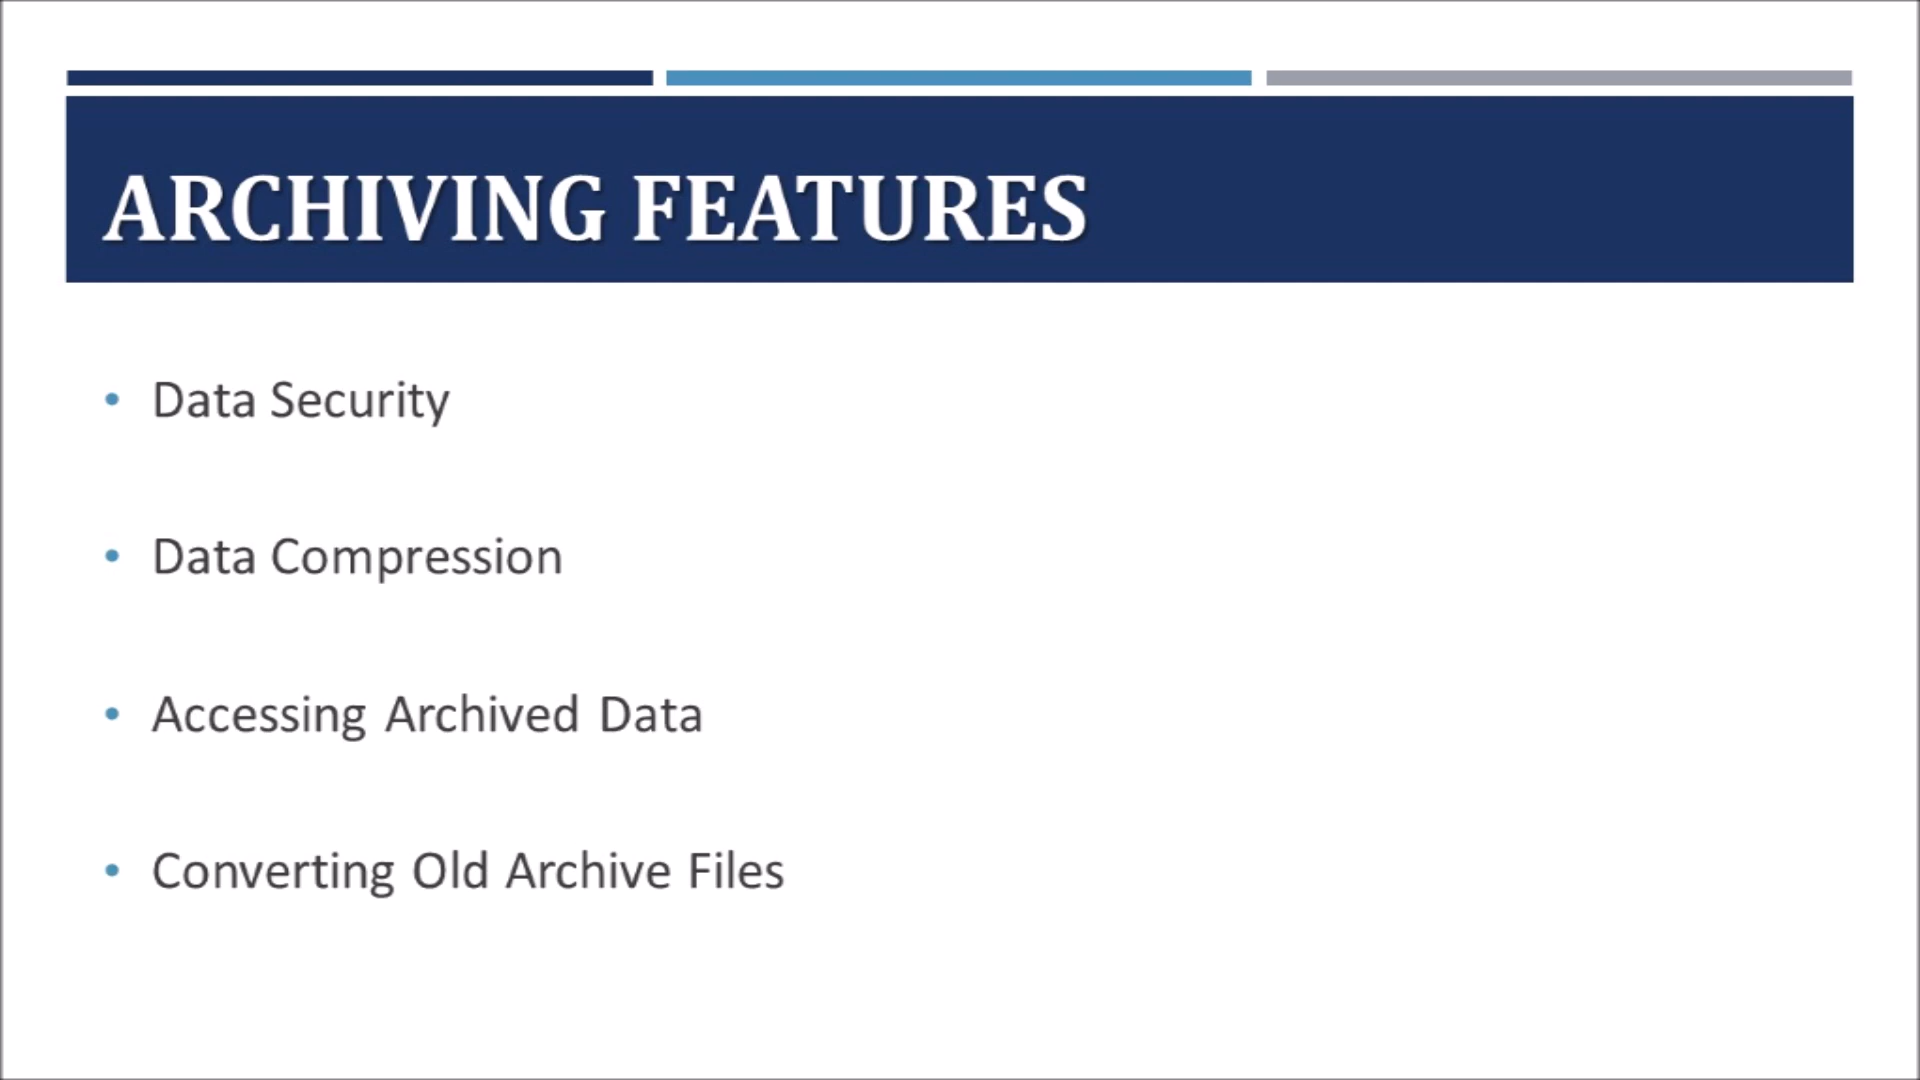 ARCHIVING FEATURES
• Data Security
• Data Compression
• Accessing Archived Data
• Converting Old Archive Files